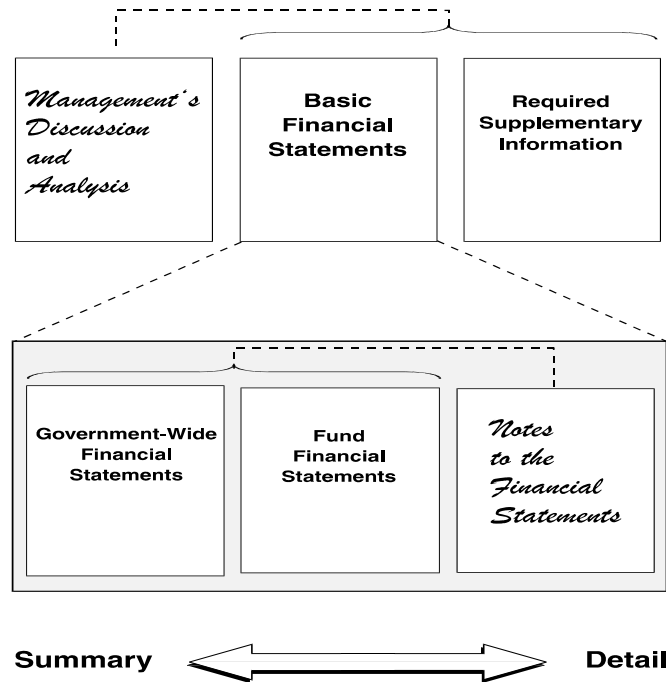 Management's
Discussion
and
Analysis
Basic
Financial
Statements
Required
Supplementary
Information
Government-Wide
Financial
Statements
Fund
Financial
Statements
Notes
to the
Financial
Statements
Summary
Detail